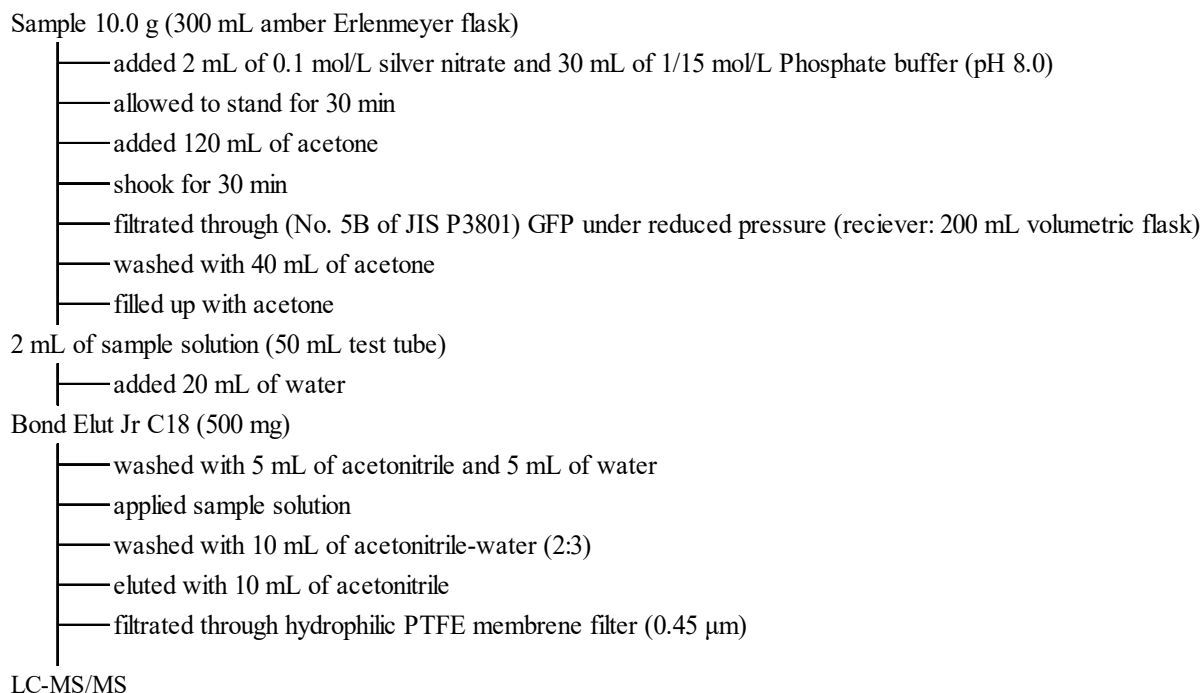 Sample 10.0 g (300 mL amber Erlenmeyer flask)
added 2 mL of 0.1 mol/L silver nitrate and 30 mL of 1/15 mol/L Phosphate buffer (pH 8.0)
allowed to stand for 30 min
added 120 mL of acetone
shook for 30 min
filtrated through (No. 5B of JIS P3801) GFP under reduced pressure (reciever: 200 mL volumetric flask)
washed with 40 mL of acetone
filled up with acetone
2 mL of sample solution (50 mL test tube)
added 20 mL of water
Bond Elut Jr C18 (500 mg)
washed with 5 mL of acetonitrile and 5 mL of water
applied sample solution
washed with 10 mL of acetonitrile-water (2:3)
eluted with 10 mL of acetonitrile
filtrated through hydrophilic PTFE membrene filter (0.45 μm)
LC-MS/MS